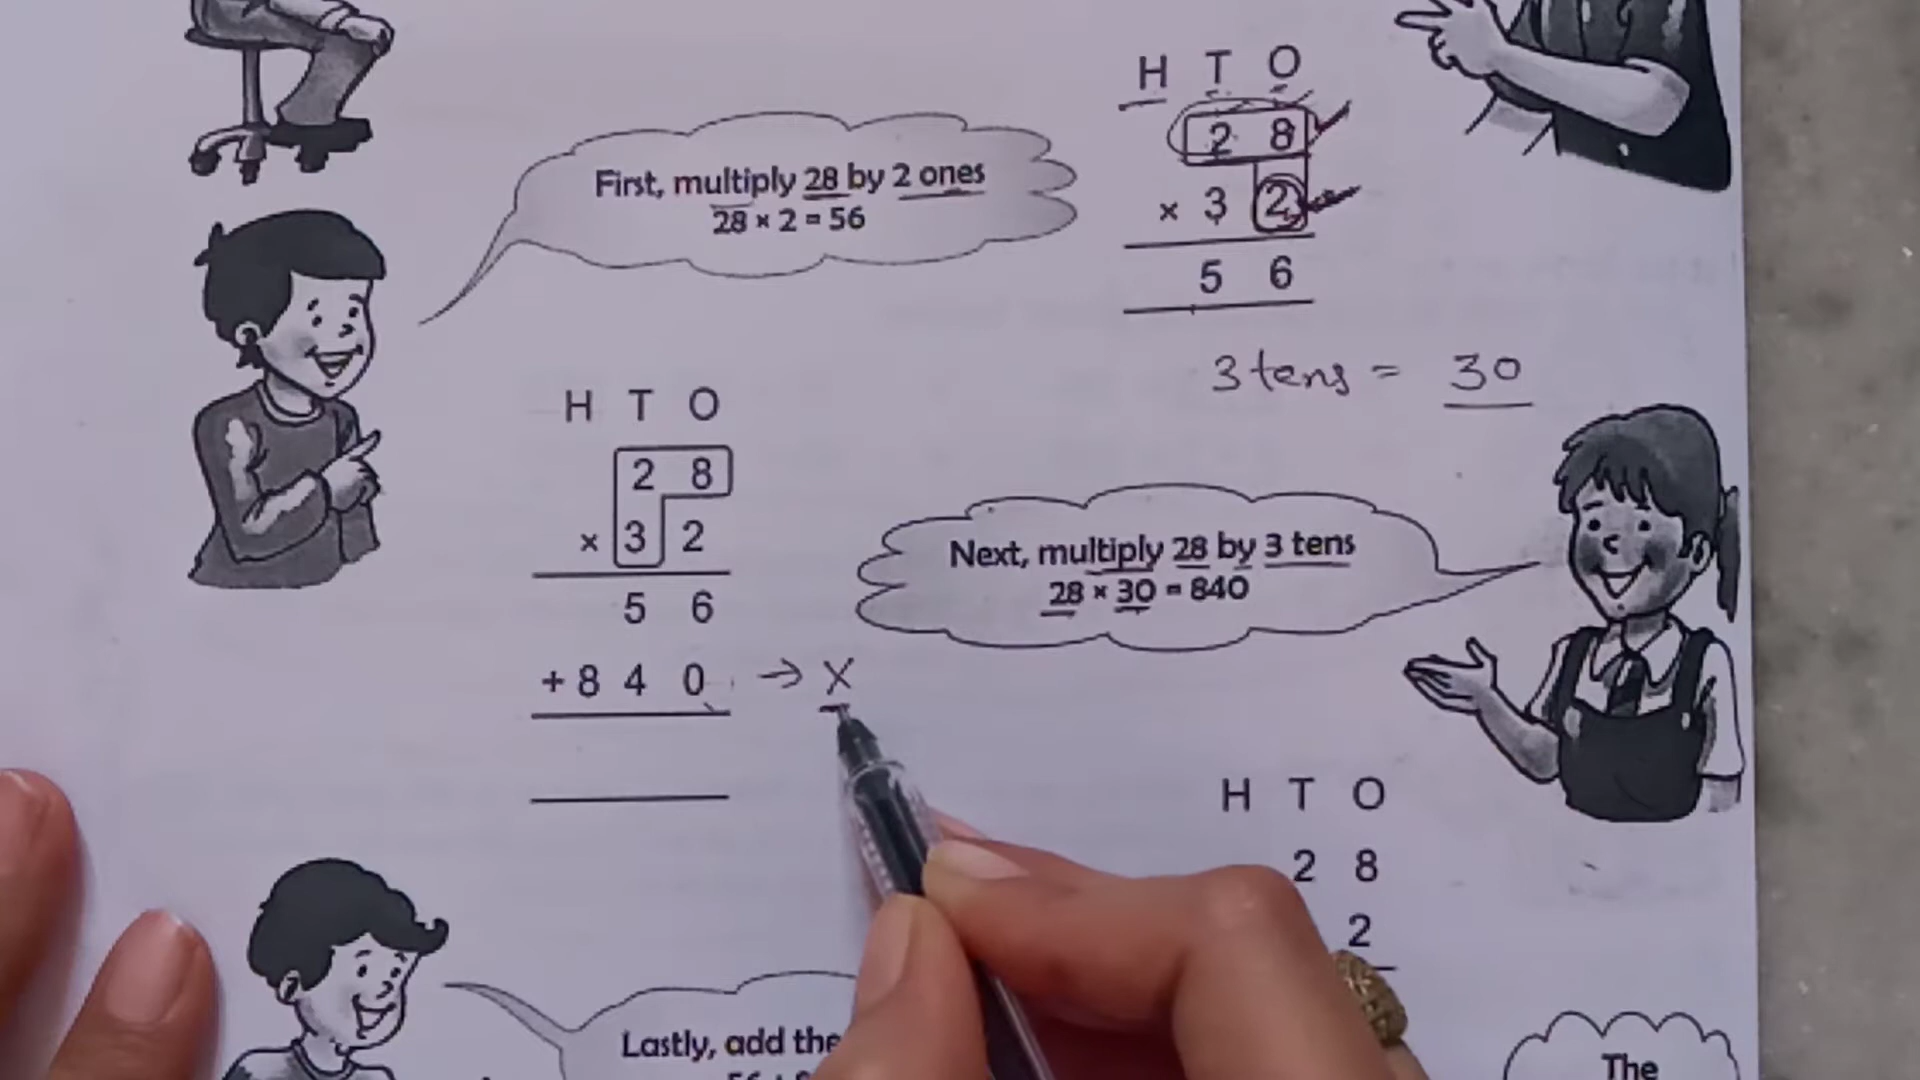 H T O
2 8
× 3 2
5 6
First, multiply 28 by 2 ones
28 × 2 = 56
3 tens = 30
H T O
2 8
× 3 2
5 6
+ 8 4 0 → X
Next, multiply 28 by 3 tens
28 × 30 = 840
H T O
2 8
2
Lastly, add the
The